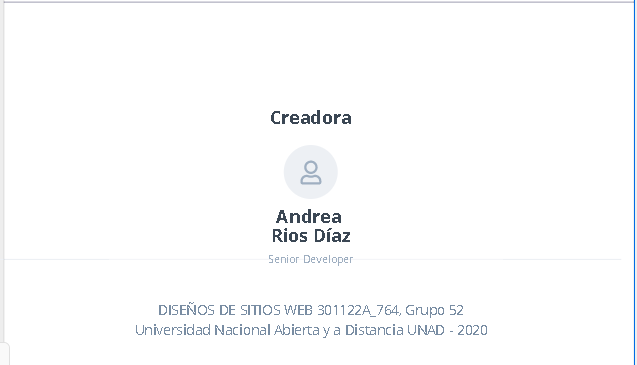 Creadora
Andrea
Rios Díaz
Senior Developer
DISEÑOS DE SITIOS WEB 301122A_764, Grupo 52
Universidad Nacional Abierta y a Distancia UNAD - 2020